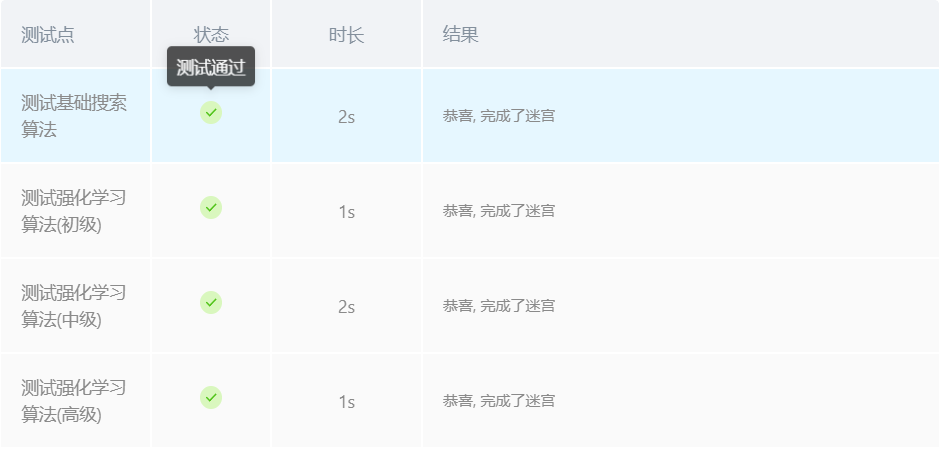 测试点 状态 时长 结果
测试通过
测试基础搜索
算法 2s 恭喜, 完成了迷宫
测试强化学习
算法(初级) 1s 恭喜, 完成了迷宫
测试强化学习
算法(中级) 2s 恭喜, 完成了迷宫
测试强化学习
算法(高级) 1s 恭喜, 完成了迷宫